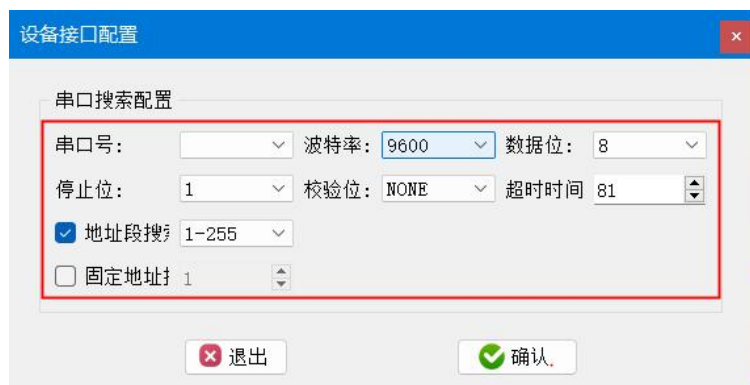 设备接口配置
串口搜索配置
串口号: 波特率: 9600 数据位: 8
停止位: 1 校验位: NONE 超时时间 81
地址段搜 1-255
固定地址 1
退出 确认.